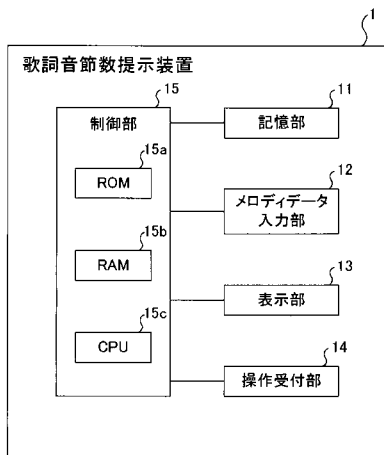 1
歌詞音節数提示装置
15
制御部
15a
ROM
15b
RAM
15c
CPU
11
記憶部
12
メロディデータ
入力部
13
表示部
14
操作受付部